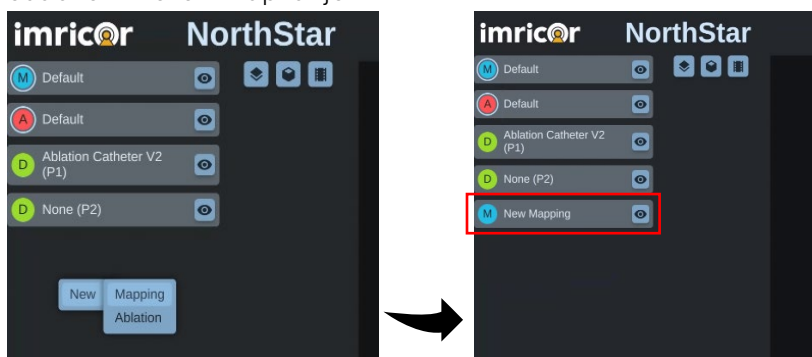 imricor NorthStar
M Default
A Default
D Ablation Catheter V2
(P1)
D None (P2)
New Mapping
Ablation
imricor NorthStar
M Default
A Default
D Ablation Catheter V2
(P1)
D None (P2)
M New Mapping